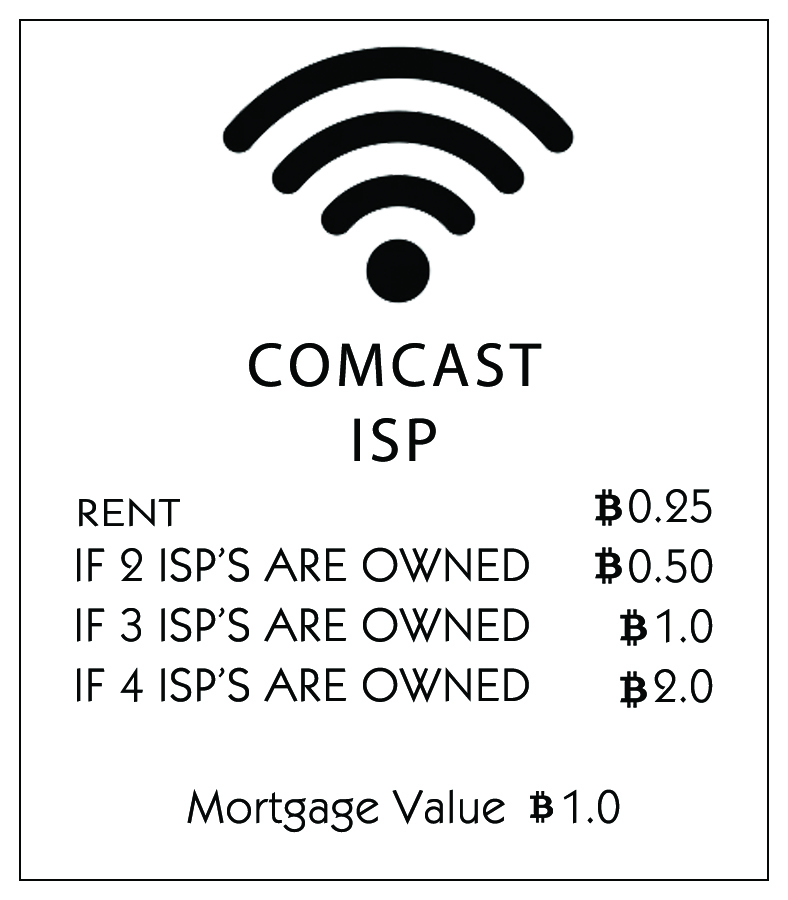 COMCAST
ISP
RENT ₿0.25
IF 2 ISP’S ARE OWNED ₿0.50
IF 3 ISP’S ARE OWNED ₿1.0
IF 4 ISP’S ARE OWNED ₿2.0
Mortgage Value ₿1.0